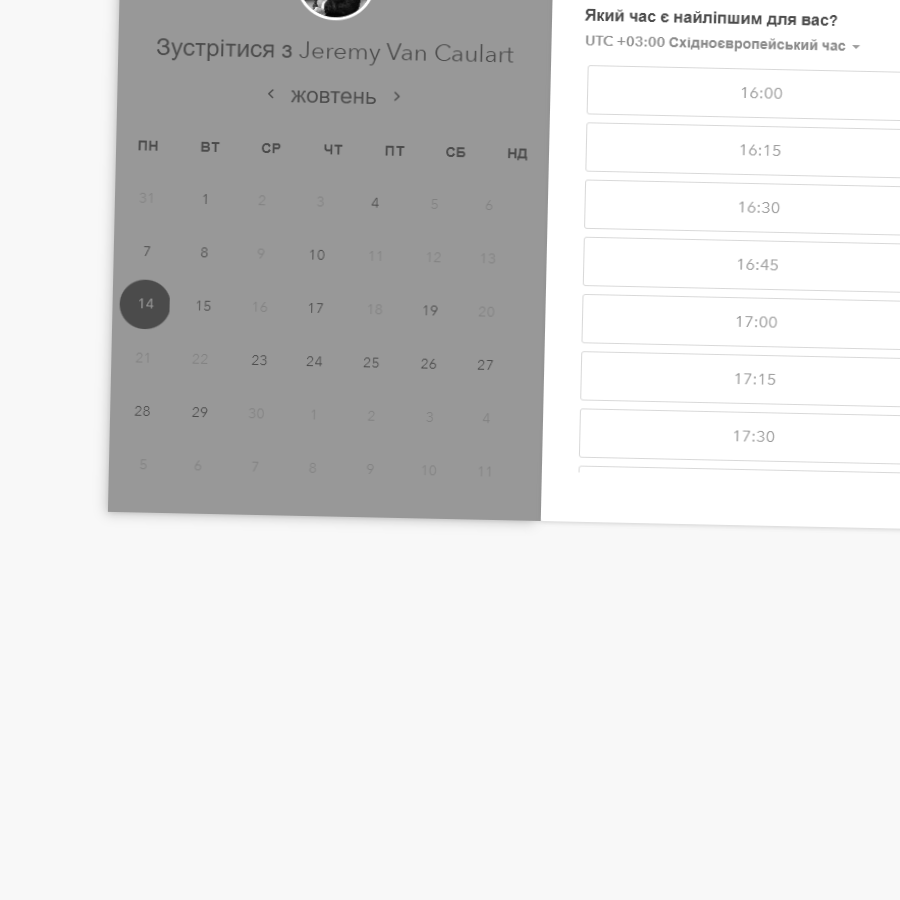 Зустрітися з Jeremy Van Caulart
жовтень
ПН ВТ СР ЧТ ПТ СБ НД
31 1 2 3 4 5 6
7 8 9 10 11 12 13
14 15 16 17 18 19 20
21 22 23 24 25 26 27
28 29 30 1 2 3 4
5 6 7 8 9 10 11
Який час є найліпшим для вас?
UTC +03:00 Східноєвропейський час
16:00
16:15
16:30
16:45
17:00
17:15
17:30